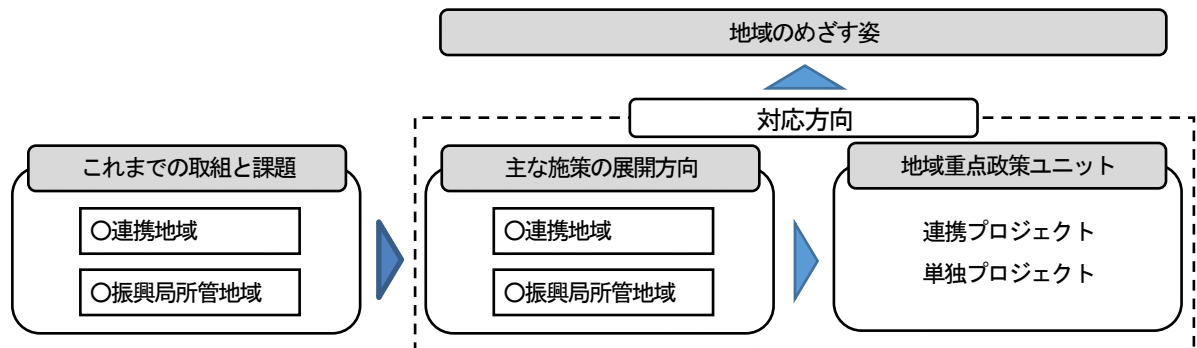 地域のめざす姿
対応方向
これまでの取組と課題
○連携地域
○振興局所管地域
主な施策の展開方向
○連携地域
○振興局所管地域
地域重点政策ユニット
連携プロジェクト
単独プロジェクト